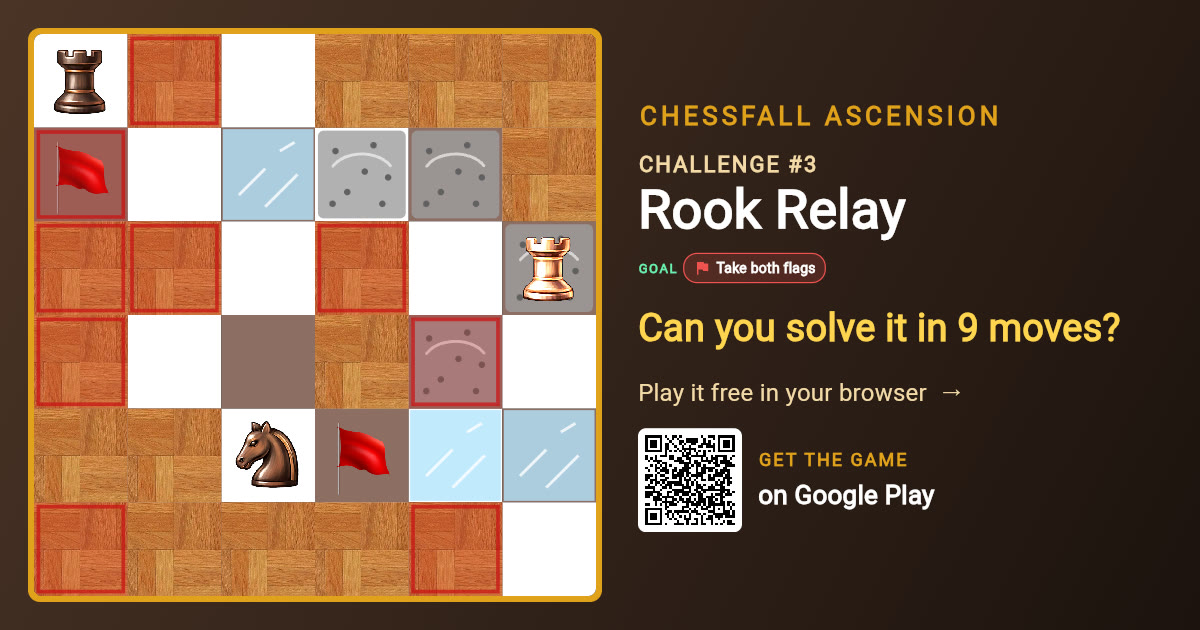 CHESSFALL ASCENSION
CHALLENGE #3
Rook Relay
GOAL Take both flags
Can you solve it in 9 moves?
Play it free in your browser →
GET THE GAME
on Google Play